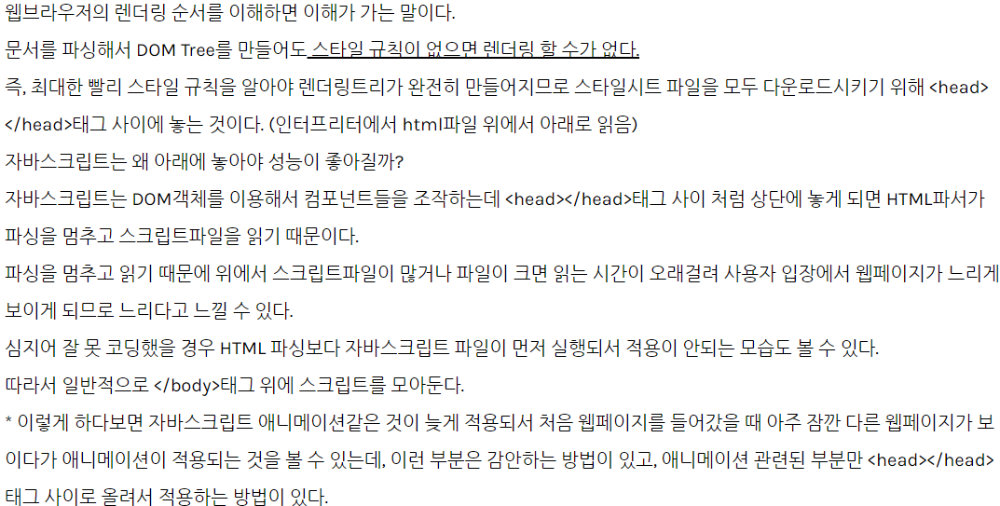 웹브라우저의 렌더링 순서를 이해하면 이해가 가는 말이다.
문서를 파싱해서 DOM Tree를 만들어도 스타일 규칙이 없으면 렌더링 할 수가 없다.
즉, 최대한 빨리 스타일 규칙을 알아야 렌더링트리가 완전히 만들어지므로 스타일시트 파일을 모두 다운로드시키기 위해 <head>
</head>태그 사이에 놓는 것이다. (인터프리터에서 html파일 위에서 아래로 읽음)
자바스크립트는 왜 아래에 놓아야 성능이 좋아질까?
자바스크립트는 DOM객체를 이용해서 컴포넌트들을 조작하는데 <head></head>태그 사이 처럼 상단에 놓게 되면 HTML파서가
파싱을 멈추고 스크립트파일을 읽기 때문이다.
파싱을 멈추고 읽기 때문에 위에서 스크립트파일이 많거나 파일이 크면 읽는 시간이 오래걸려 사용자 입장에서 웹페이지가 느리게
보이게 되므로 느리다고 느낄 수 있다.
심지어 잘 못 코딩했을 경우 HTML 파싱보다 자바스크립트 파일이 먼저 실행되서 적용이 안되는 모습도 볼 수 있다.
따라서 일반적으로 </body>태그 위에 스크립트를 모아둔다.
* 이렇게 하다보면 자바스크립트 애니메이션같은 것이 늦게 적용되서 처음 웹페이지를 들어갔을 때 아주 잠깐 다른 웹페이지가 보
이다가 애니메이션이 적용되는 것을 볼 수 있는데, 이런 부분은 감안하는 방법이 있고, 애니메이션 관련된 부분만 <head></head>
태그 사이로 올려서 적용하는 방법이 있다.